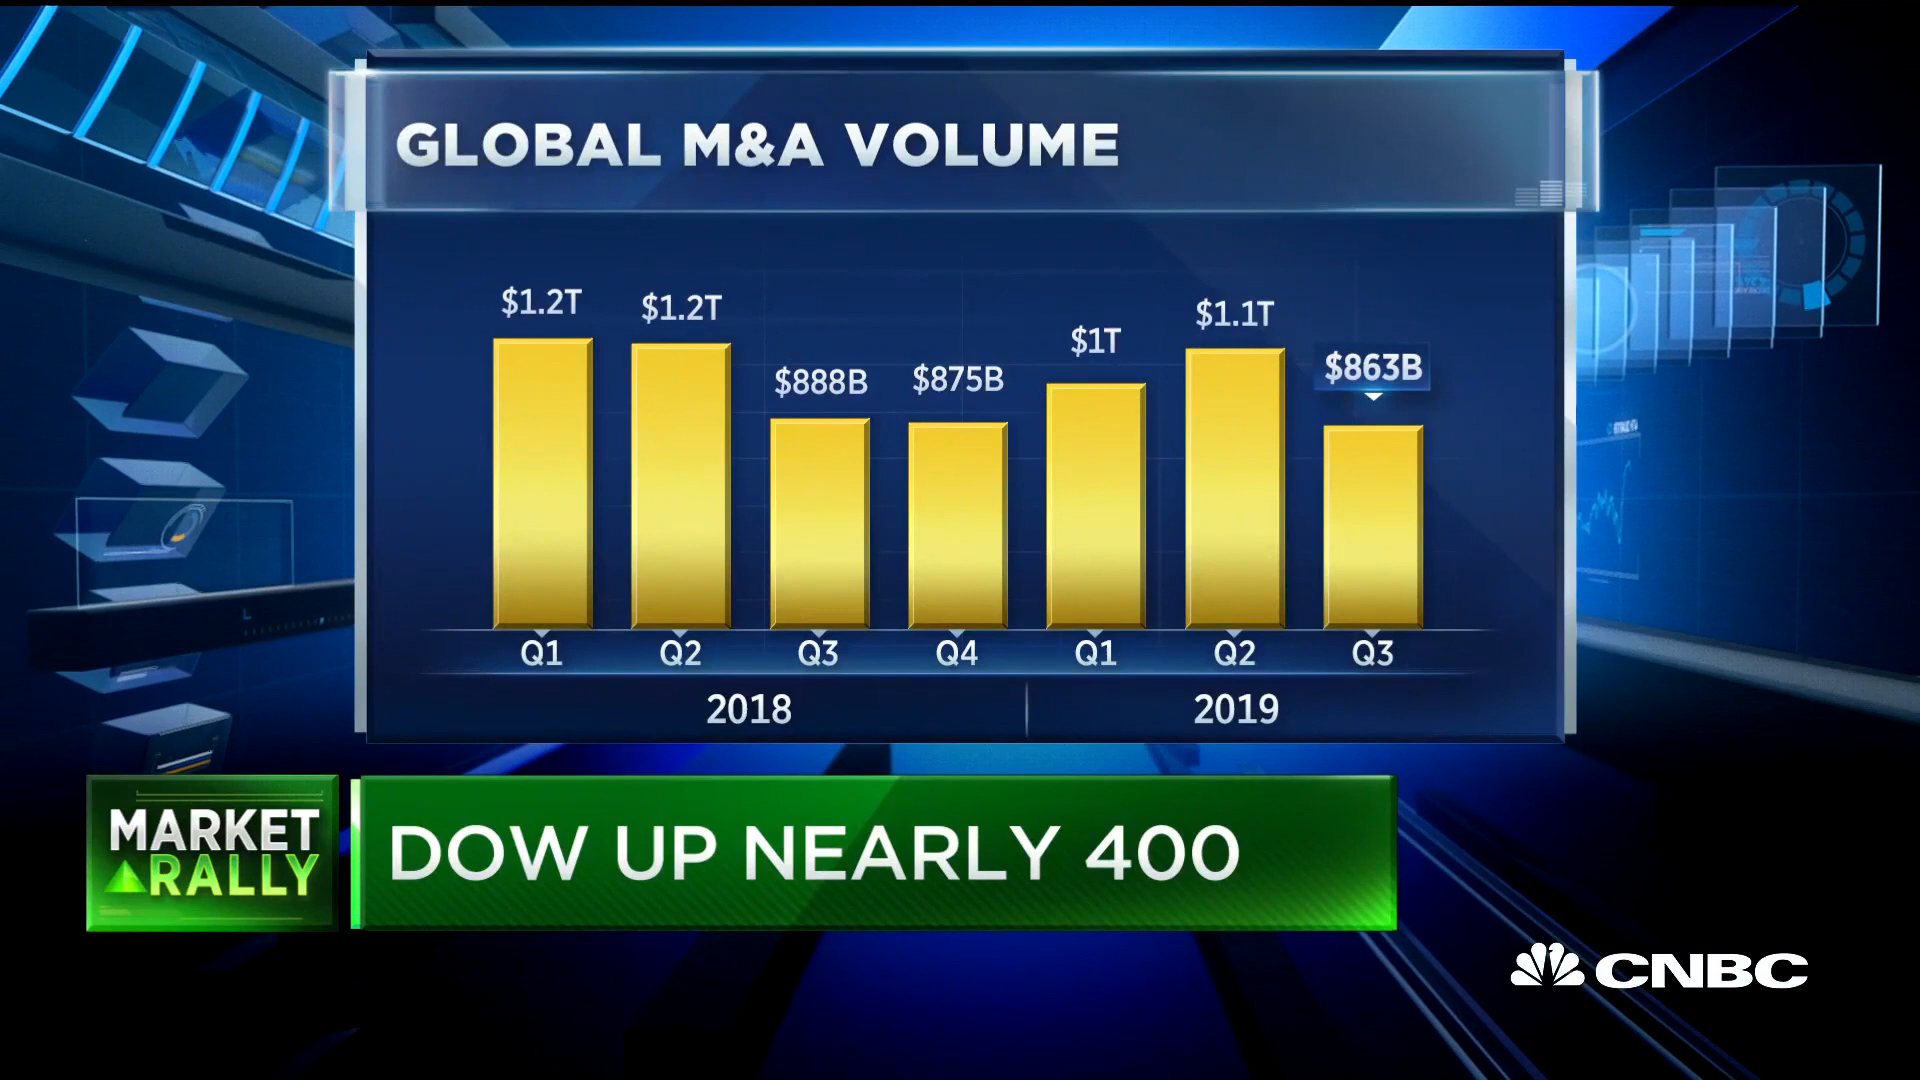 GLOBAL M&A VOLUME
$1.2T
$1.2T
$888B
$875B
$1T
$1.1T
$863B
Q1
Q2
Q3
Q4
Q1
Q2
Q3
2018
2019
MARKET
RALLY
DOW UP NEARLY 400
CNBC